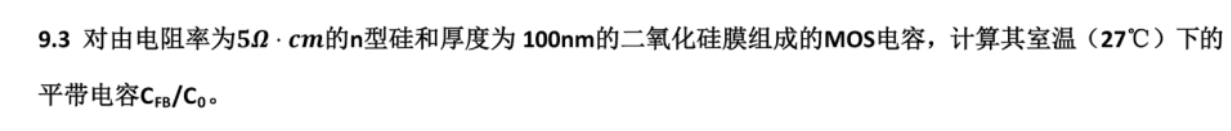 9.3 对由电阻率为5Ω · cm的n型硅和厚度为 100nm的二氧化硅膜组成的MOS电容，计算其室温（27℃）下的
平带电容CFB/C0。